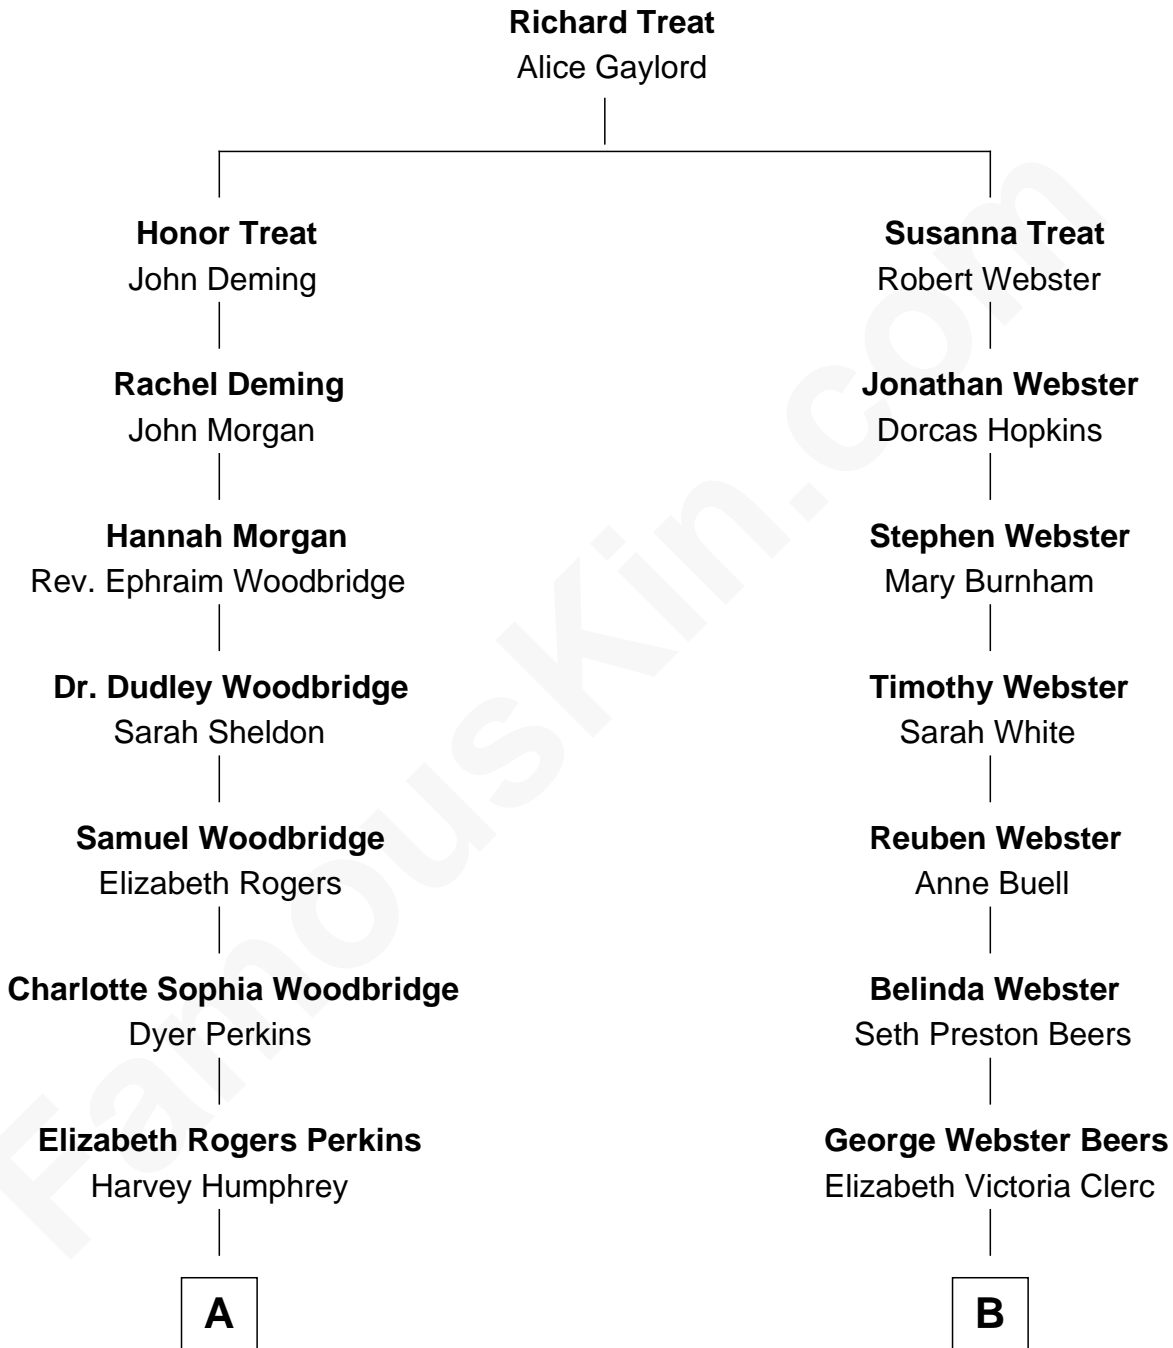 Richard Treat
Alice Gaylord
Honor Treat
John Deming
Susanna Treat
Robert Webster
Rachel Deming
John Morgan
Jonathan Webster
Dorcas Hopkins
Hannah Morgan
Rev. Ephraim Woodbridge
Stephen Webster
Mary Burnham
Dr. Dudley Woodbridge
Sarah Sheldon
Timothy Webster
Sarah White
Samuel Woodbridge
Elizabeth Rogers
Reuben Webster
Anne Buell
Charlotte Sophia Woodbridge
Dyer Perkins
Belinda Webster
Seth Preston Beers
Elizabeth Rogers Perkins
Harvey Humphrey
George Webster Beers
Elizabeth Victoria Clerc
A
B
FamousKin.com